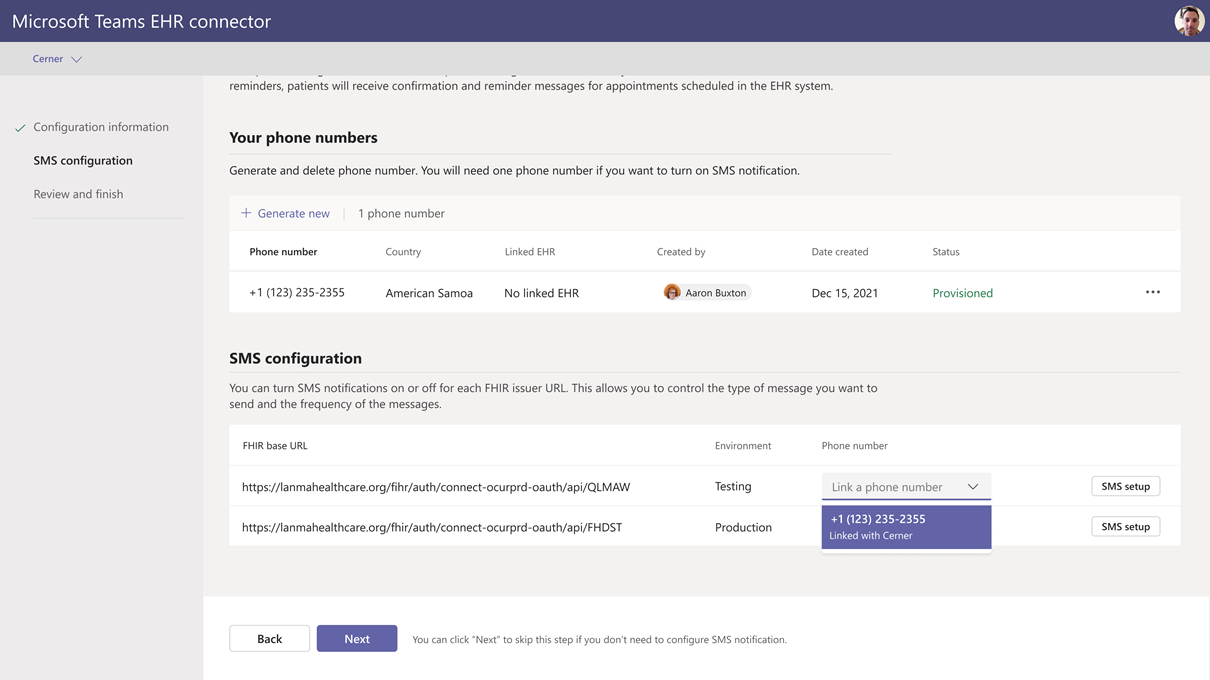 Microsoft Teams EHR connector
Cerner
Configuration information
SMS configuration
Review and finish
reminders, patients will receive confirmation and reminder messages for appointments scheduled in the EHR system.
Your phone numbers
Generate and delete phone number. You will need one phone number if you want to turn on SMS notification.
+ Generate new | 1 phone number
Phone number Country Linked EHR Created by Date created Status
+1 (123) 235-2355 American Samoa No linked EHR Aaron Buxton Dec 15, 2021 Provisioned ...
SMS configuration
You can turn SMS notifications on or off for each FHIR issuer URL. This allows you to control the type of message you want to
send and the frequency of the messages.
FHIR base URL Environment Phone number
https://lanmahealthcare.org/fihr/auth/connect-ocurprd-oauth/api/QLMAW Testing Link a phone number SMS setup
+1 (123) 235-2355
https://lanmahealthcare.org/fhir/auth/connect-ocurprd-oauth/api/FHDST Production SMS setup
Linked with Cerner
Back Next You can click “Next” to skip this step if you don’t need to configure SMS notification.